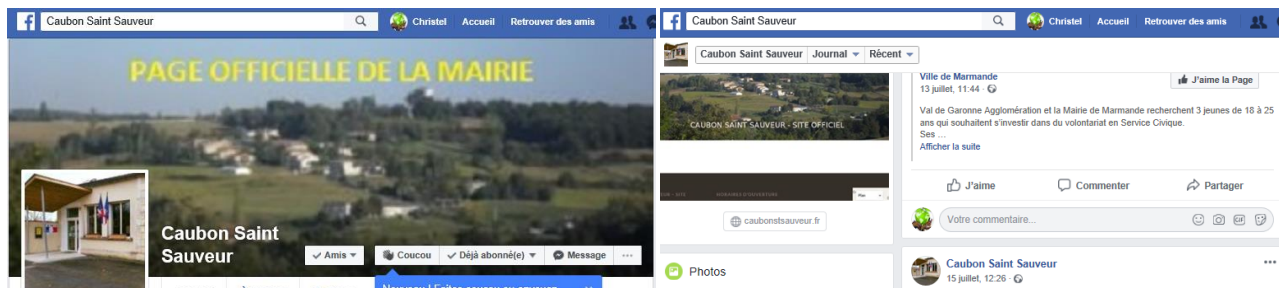 Caubon Saint Sauveur
Christel Accueil Retrouver des amis
PAGE OFFICIELLE DE LA MAIRIE
Caubon Saint
Sauveur
Amis
Coucou
Déjà abonné(e)
Message
Caubon Saint Sauveur
Christel Accueil Retrouver des amis
Caubon Saint Sauveur Journal Récent
CAUBON SAINT SAUVEUR - SITE OFFICIEL
HORAIRES D'OUVERTURE
caubonstsauveur.fr
Photos
Ville de Marmande
13 juillet, 11:44
J'aime la Page
Val de Garonne Agglomération et la Mairie de Marmande recherchent 3 jeunes de 18 à 25
ans qui souhaitent s'investir dans du volontariat en Service Civique.
Ses ...
Afficher la suite
J'aime
Commenter
Partager
Votre commentaire...
GIF
Caubon Saint Sauveur
15 juillet, 12:26